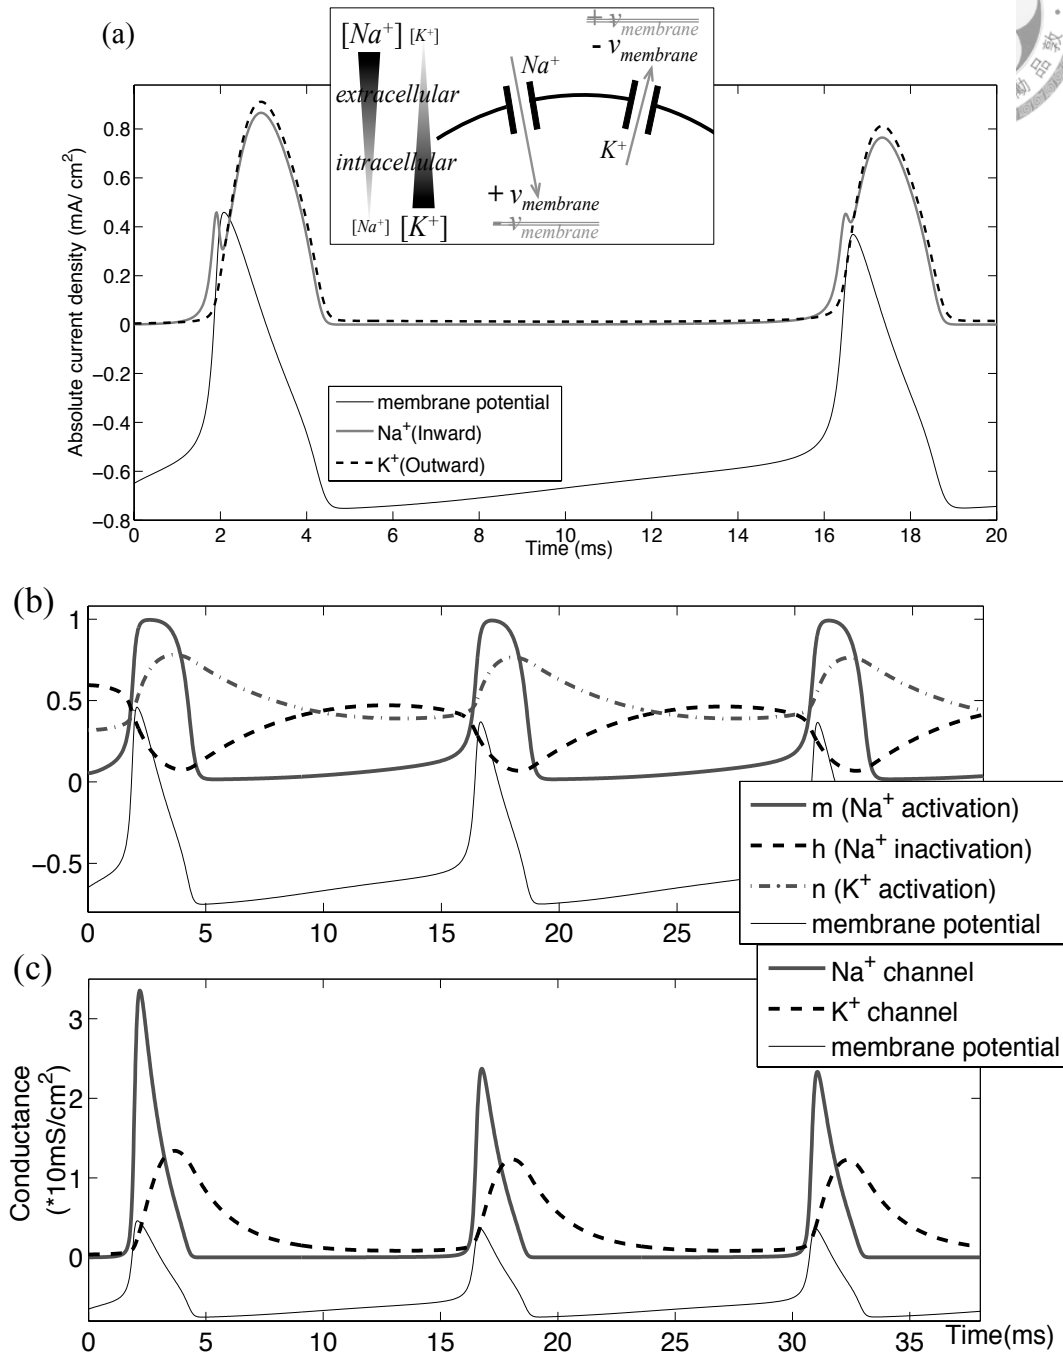 (a)
[Na+] [K+]
extracellular
intracellular
[Na+] [K+]
Na+
K+
+ vmembrane
- vmembrane
+ vmembrane
- vmembrane
品 敦
励
Absolute current density (mA/ cm2)
0.8
0.6
0.4
0.2
0
−0.2
−0.4
−0.6
−0.8
membrane potential
Na+(Inward)
K+(Outward)
0 2 4 6 8 10 12 14 16 18 20
Time (ms)
(b)
1
0.5
0
−0.5
0 5 10 15 20 25
m (Na+ activation)
h (Na+ inactivation)
n (K+ activation)
membrane potential
(c)
Na+ channel
K+ channel
membrane potential
Conductance
(*10mS/cm2)
3
2
1
0
0 5 10 15 20 25 30 35
Time(ms)